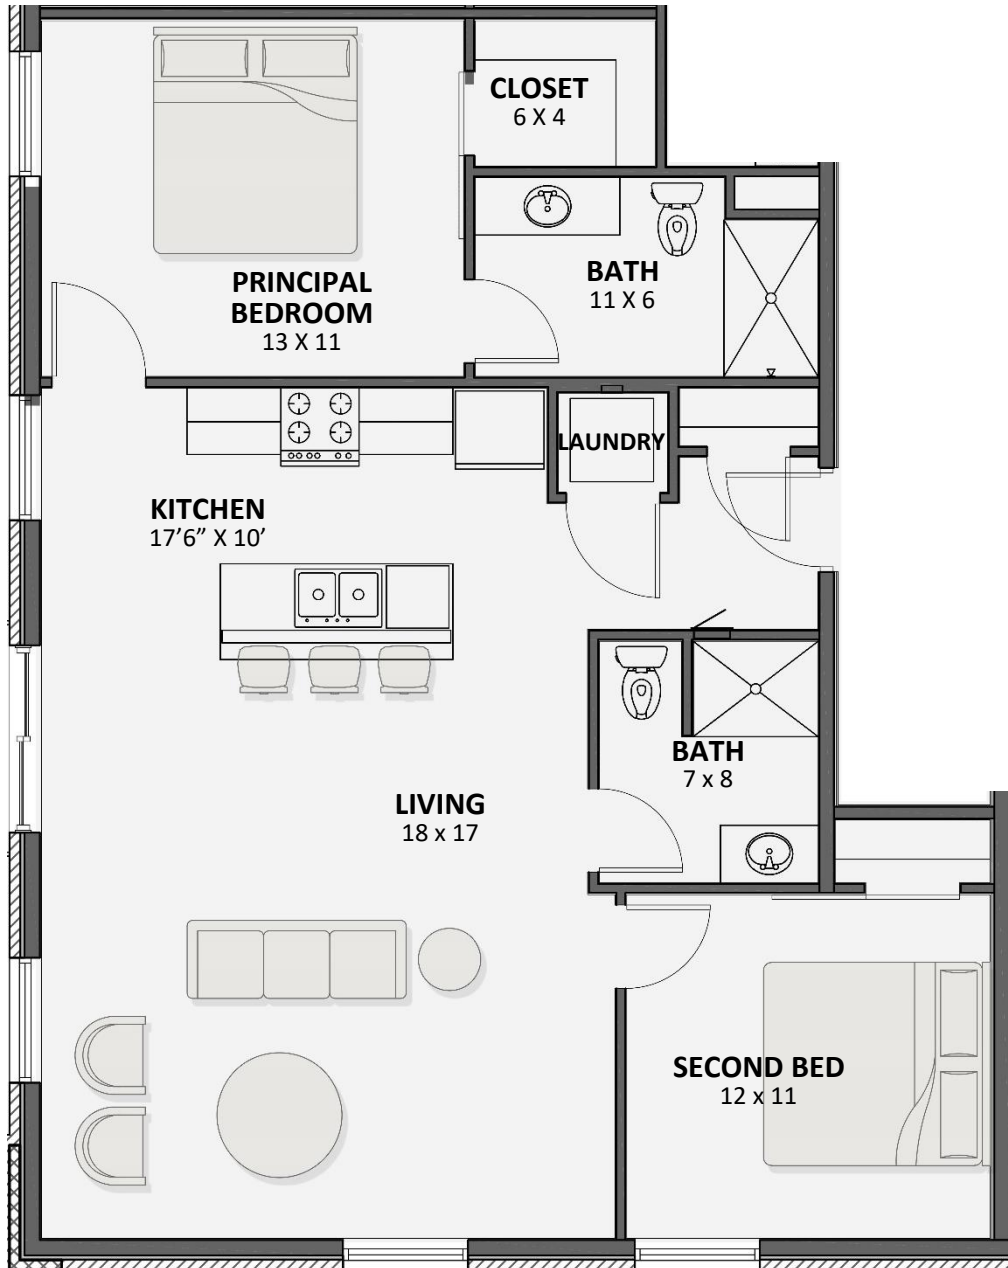 CLOSET
6 X 4
PRINCIPAL
BEDROOM
13 X 11
BATH
11 X 6
LAUNDRY
KITCHEN
17’6” X 10’
BATH
7 x 8
LIVING
18 x 17
SECOND BED
12 x 11